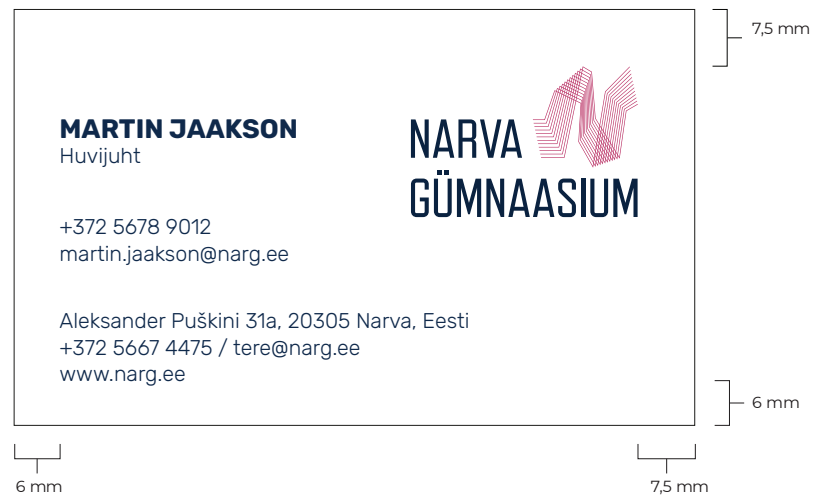 MARTIN JAAKSON
Huvijuht
+372 5678 9012
martin.jaakson@narg.ee
Aleksander Puškini 31a, 20305 Narva, Eesti
+372 5667 4475 / tere@narg.ee
www.narg.ee
NARVA
GÜMNAASIUM
7,5 mm
6 mm
6 mm
7,5 mm